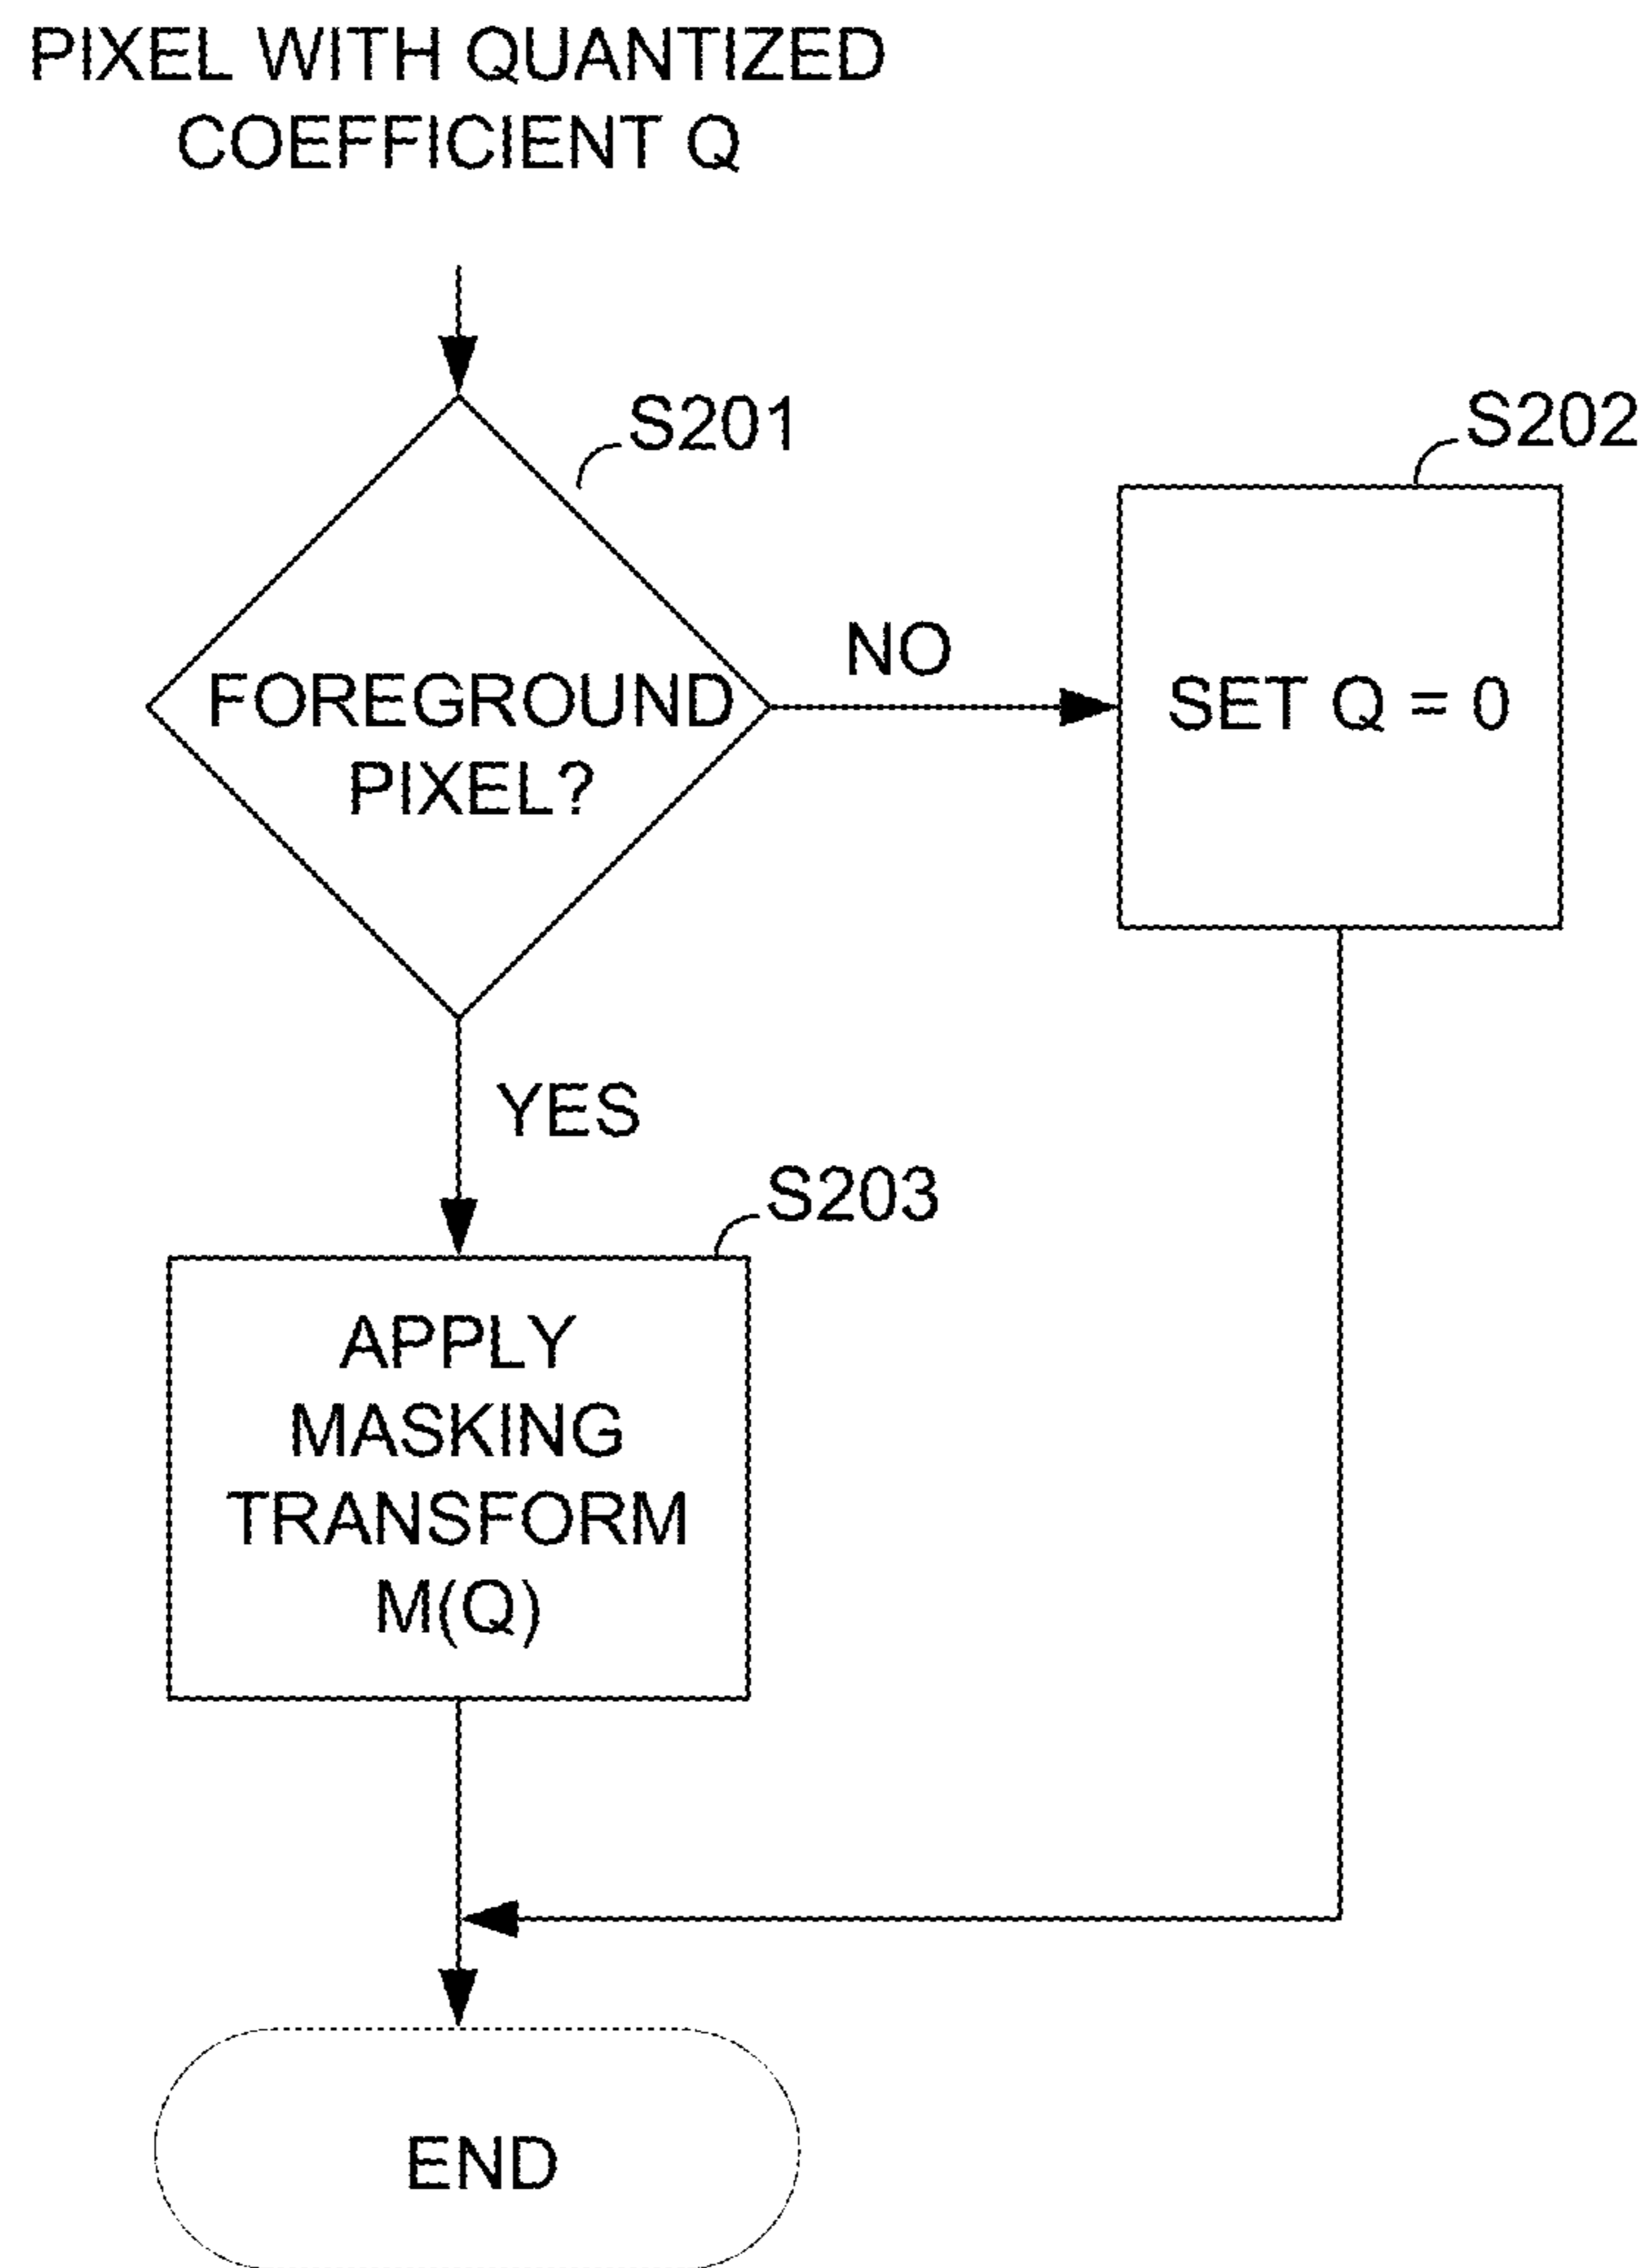 PIXEL WITH QUANTIZED
COEFFICIENT Q
S201
S202
FOREGROUND
PIXEL?
NO
SET Q = 0
YES
S203
APPLY
MASKING
TRANSFORM
M(Q)
END